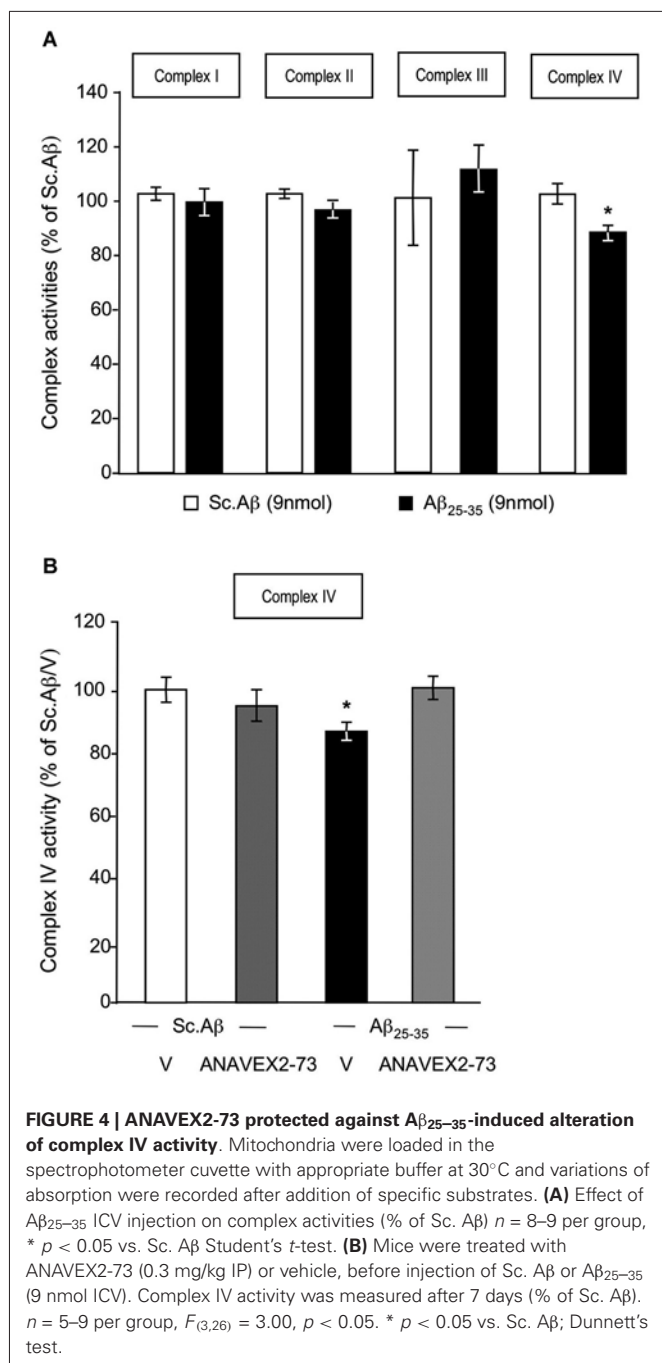 A
Complex I Complex II Complex III Complex IV
140
120
100
80
60
40
20
0
Complex activities (% of Sc.Aβ)
*
Sc.Aβ (9nmol) Aβ25-35 (9nmol)
B
Complex IV
120
100
80
60
40
20
0
Complex IV activity (% of Sc.Aβ/V)
*
— Sc.Aβ — — Aβ25-35 —
V ANAVEX2-73 V ANAVEX2-73
FIGURE 4 | ANAVEX2-73 protected against Aβ25–35-induced alteration
of complex IV activity. Mitochondria were loaded in the
spectrophotometer cuvette with appropriate buffer at 30°C and variations of
absorption were recorded after addition of specific substrates. (A) Effect of
Aβ25–35 ICV injection on complex activities (% of Sc. Aβ) n = 8–9 per group,
* p < 0.05 vs. Sc. Aβ Student's t-test. (B) Mice were treated with
ANAVEX2-73 (0.3 mg/kg IP) or vehicle, before injection of Sc. Aβ or Aβ25–35
(9 nmol ICV). Complex IV activity was measured after 7 days (% of Sc. Aβ).
n = 5–9 per group, F(3,26) = 3.00, p < 0.05. * p < 0.05 vs. Sc. Aβ; Dunnett's
test.